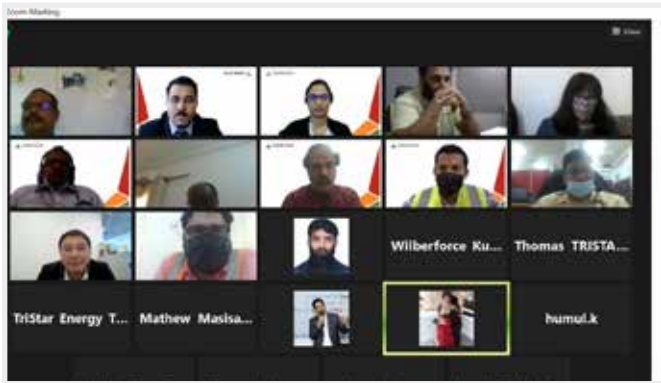 Zoom Meeting
View
Wilberforce Ku...
Thomas TRISTA...
TriStar Energy T...
Mathew Masisa...
humul.k